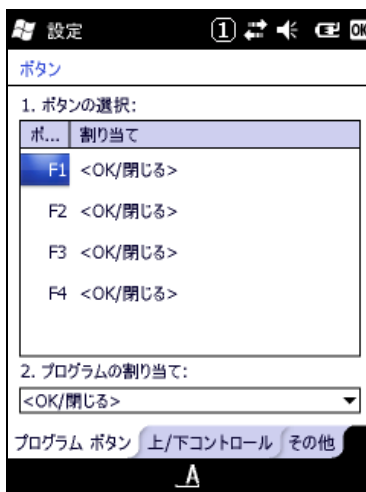 設定 1 OK
ボタン
1. ボタンの選択:
ボ... 割り当て
F1 <OK/閉じる>
F2 <OK/閉じる>
F3 <OK/閉じる>
F4 <OK/閉じる>
2. プログラムの割り当て:
<OK/閉じる>
プログラム ボタン 上/下コントロール その他
A